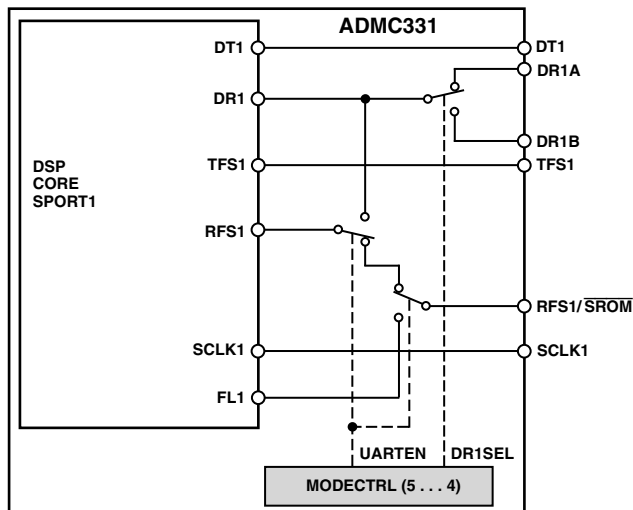 ADMC331
DT1
DT1
DR1A
DR1
DR1B
DSP
CORE
SPORT1
TFS1
TFS1
RFS1
RFS1/SROM
SCLK1
SCLK1
FL1
UARTEN
DR1SEL
MODECTRL (5 . . . 4)